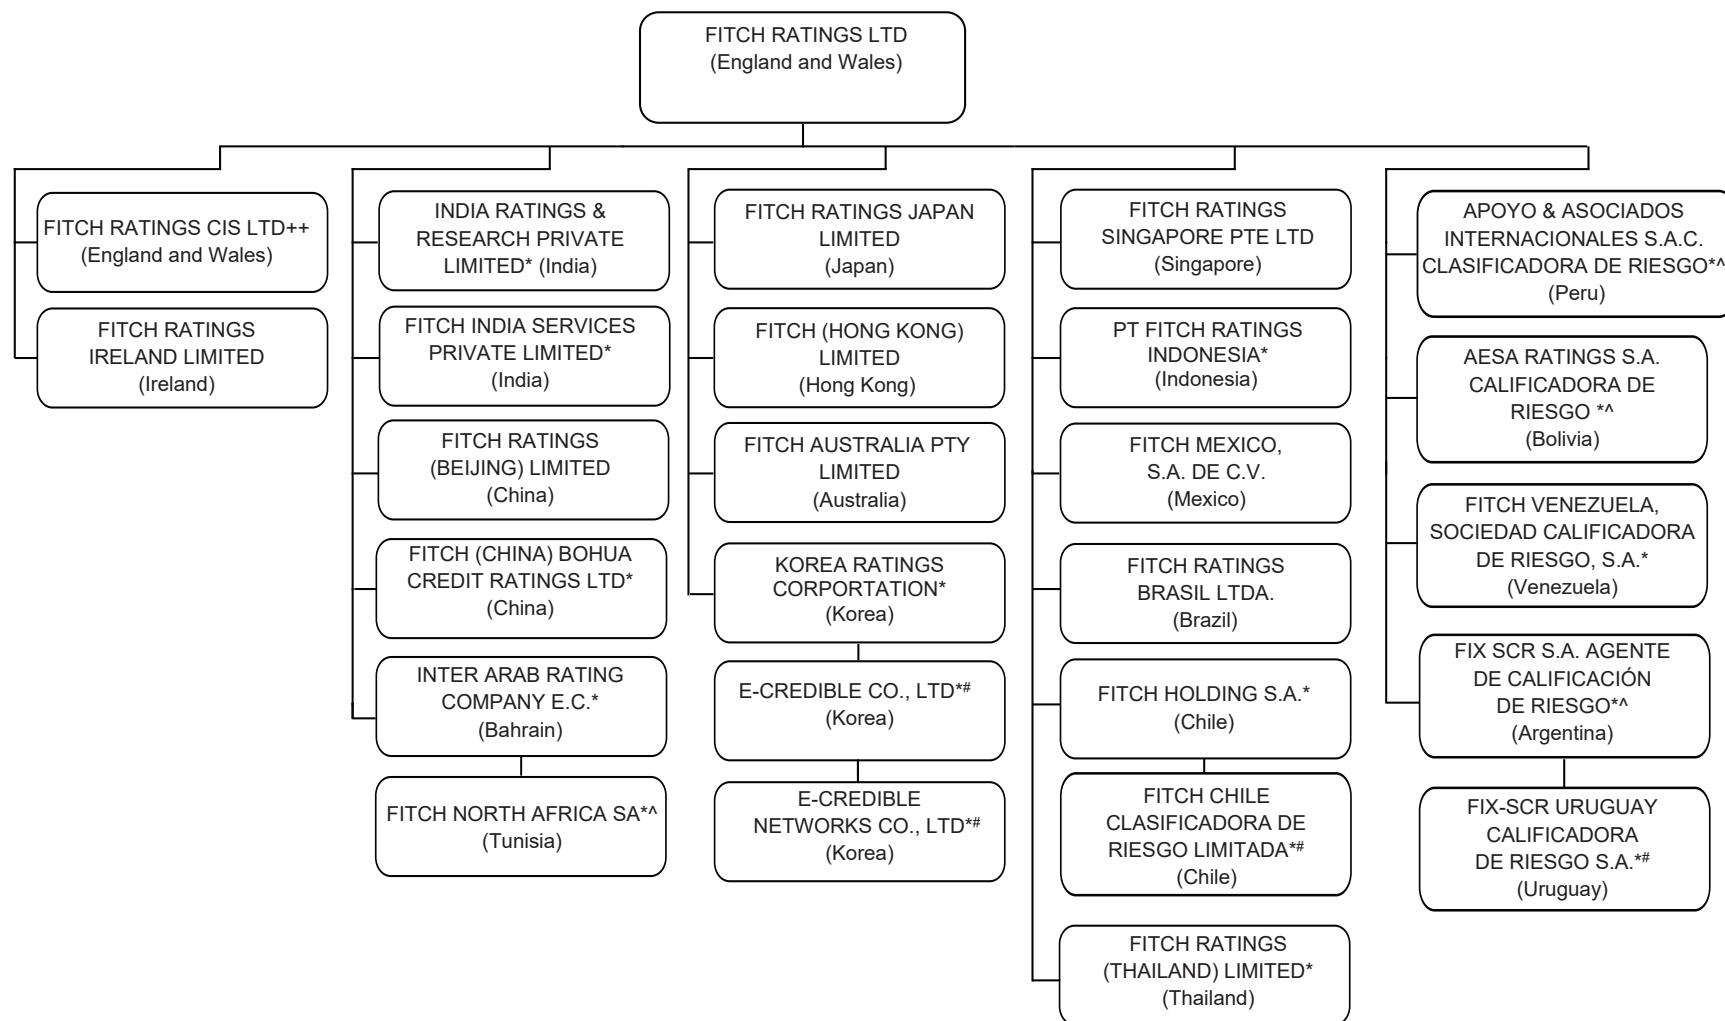 FITCH RATINGS LTD
(England and Wales)
FITCH RATINGS CIS LTD++
(England and Wales)
FITCH RATINGS
IRELAND LIMITED
(Ireland)
INDIA RATINGS &
RESEARCH PRIVATE
LIMITED* (India)
FITCH INDIA SERVICES
PRIVATE LIMITED*
(India)
FITCH RATINGS
(BEIJING) LIMITED
(China)
FITCH (CHINA) BOHUA
CREDIT RATINGS LTD*
(China)
INTER ARAB RATING
COMPANY E.C.*
(Bahrain)
FITCH NORTH AFRICA SA*^
(Tunisia)
FITCH RATINGS JAPAN
LIMITED
(Japan)
FITCH (HONG KONG)
LIMITED
(Hong Kong)
FITCH AUSTRALIA PTY
LIMITED
(Australia)
KOREA RATINGS
CORPORTATION*
(Korea)
E-CREDIBLE CO., LTD*#
(Korea)
E-CREDIBLE
NETWORKS CO., LTD*#
(Korea)
FITCH RATINGS
SINGAPORE PTE LTD
(Singapore)
PT FITCH RATINGS
INDONESIA*
(Indonesia)
FITCH MEXICO,
S.A. DE C.V.
(Mexico)
FITCH RATINGS
BRASIL LTDA.
(Brazil)
FITCH HOLDING S.A.*
(Chile)
FITCH CHILE
CLASIFICADORA DE
RIESGO LIMITADA*#
(Chile)
FITCH RATINGS
(THAILAND) LIMITED*
(Thailand)
APOYO & ASOCIADOS
INTERNACIONALES S.A.C.
CLASIFICADORA DE RIESGO*^
(Peru)
AESA RATINGS S.A.
CALIFICADORA DE
RIESGO *^
(Bolivia)
FITCH VENEZUELA,
SOCIEDAD CALIFICADORA
DE RIESGO, S.A.*
(Venezuela)
FIX SCR S.A. AGENTE
DE CALIFICACIÓN
DE RIESGO*^
(Argentina)
FIX-SCR URUGUAY
CALIFICADORA
DE RIESGO S.A.*#
(Uruguay)